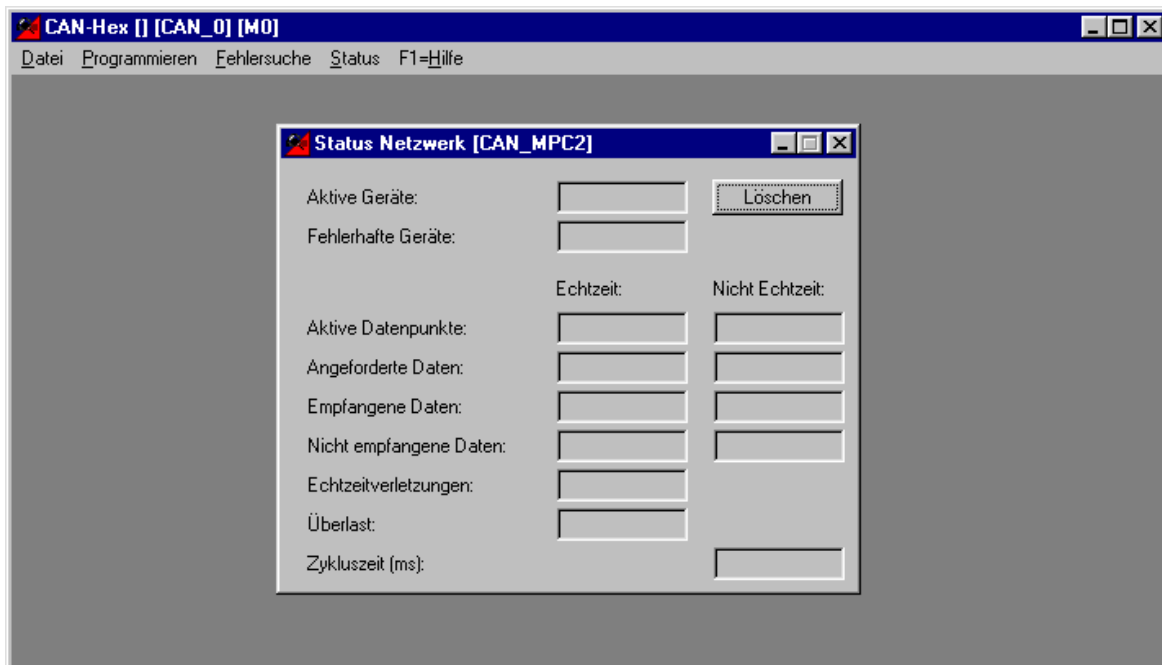 CAN-Hex [] [CAN_0] [M0]
Datei Programmieren Fehlersuche Status F1=Hilfe
Status Netzwerk [CAN_MPC2]
Aktive Geräte: Löschen
Fehlerhafte Geräte:
Echtzeit: Nicht Echtzeit:
Aktive Datenpunkte:
Angeforderte Daten:
Empfangene Daten:
Nicht empfangene Daten:
Echtzeitverletzungen:
Überlast:
Zykluszeit (ms):